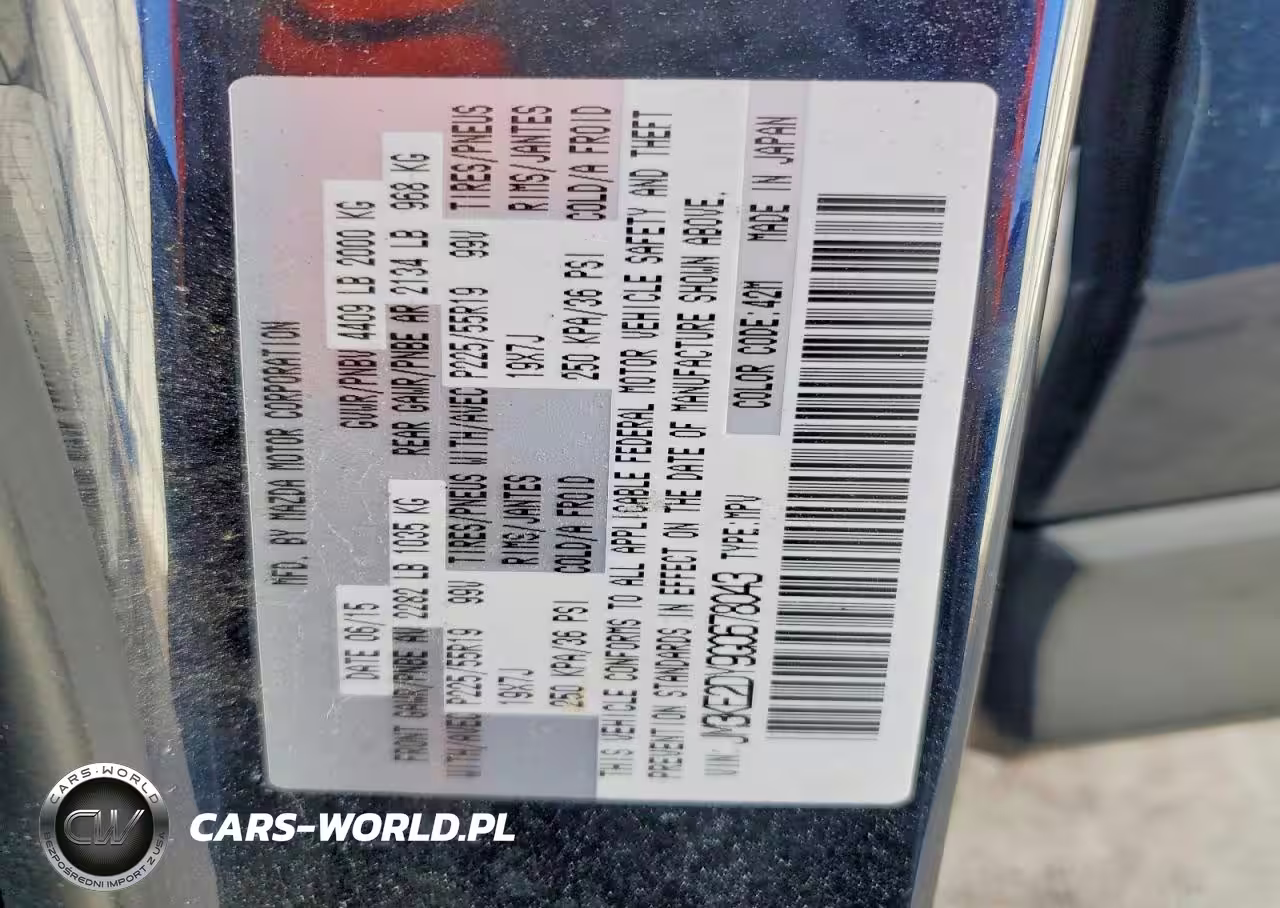 MFD. BY MAZDA MOTOR CORPORATION
DATE 06/15 GVWR/PNBV 4409 LB 2000 KG
FRONT GAWR/PNBE AV 2282 LB 1035 KG REAR GAWR/PNBE AR 2134 LB 968 KG
WITH/AVEC P225/55R19 99V TIRES/PNEUS WITH/AVEC P225/55R19 99V TIRES/PNEUS
19X7J RIMS/JANTES 19X7J RIMS/JANTES
250 KPA/36 PSI COLD/A FROID 250 KPA/36 PSI COLD/A FROID
THIS VEHICLE CONFORMS TO ALL APPLICABLE FEDERAL MOTOR VEHICLE SAFETY AND THEFT
PREVENTION STANDARDS IN EFFECT ON THE DATE OF MANUFACTURE SHOWN ABOVE.
VIN: JM3KE2DY9G0678043 TYPE:MPV COLOR CODE:42M MADE IN JAPAN
CARS·WORLD
CW
BEZPOŚREDNI IMPORT Z USA
CARS-WORLD.PL